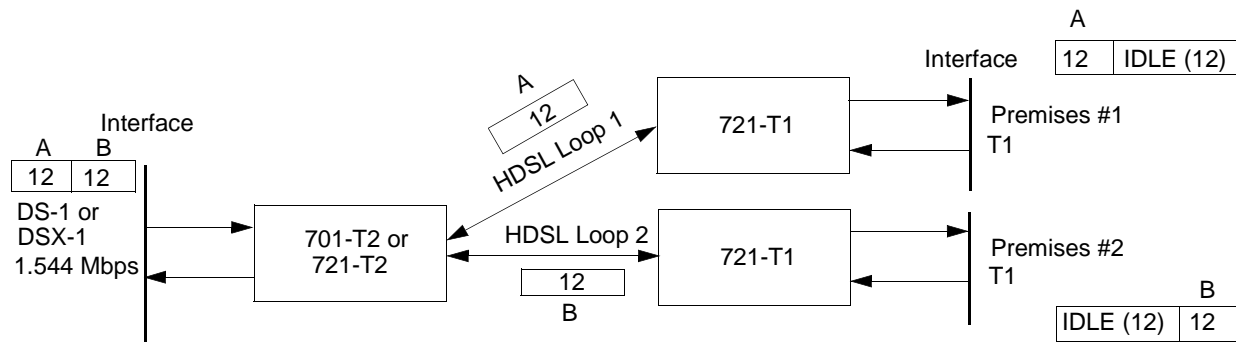 Interface
A B
12 12
DS-1 or
DSX-1
1.544 Mbps
701-T2 or
721-T2
A
12
HDSL Loop 1
HDSL Loop 2
12
B
721-T1
721-T1
Interface
A
12 IDLE (12)
Premises #1
T1
Premises #2
T1
B
IDLE (12) 12